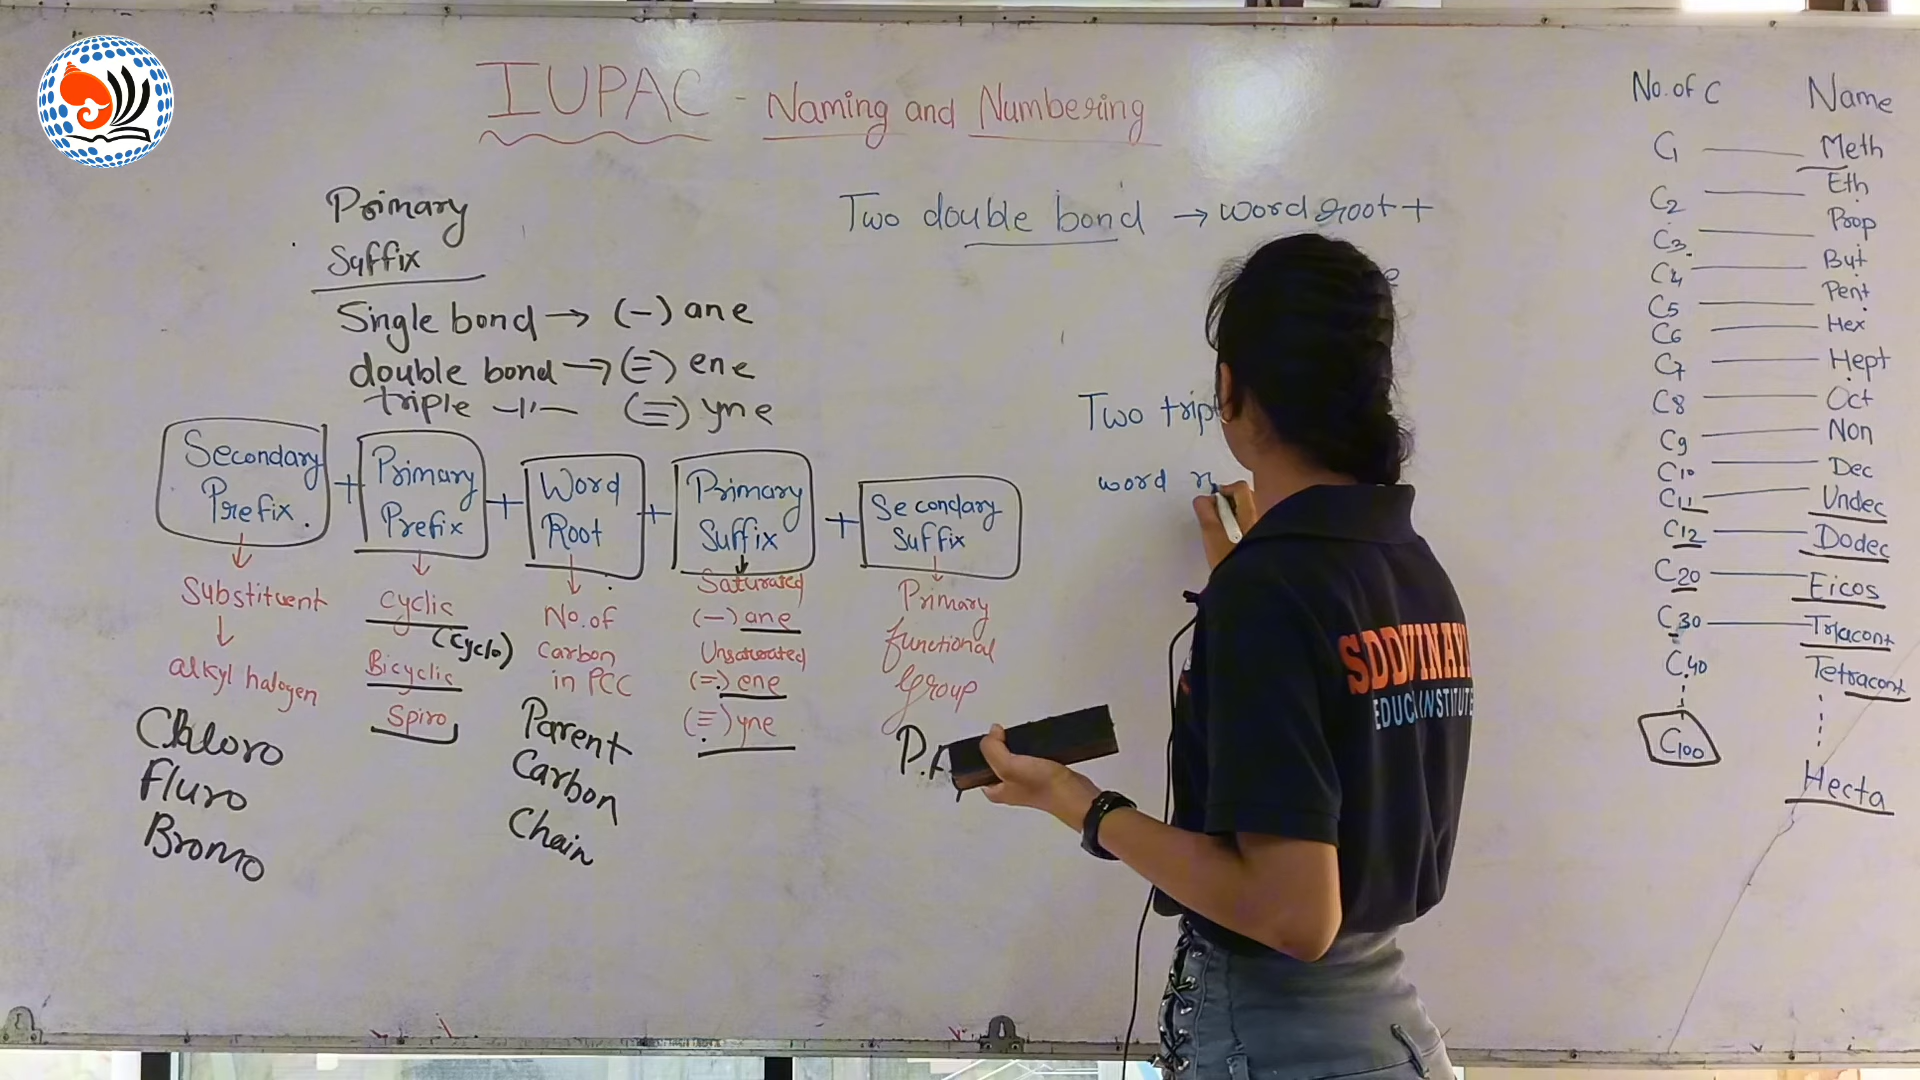 IUPAC - Naming and Numbering
Primary
Suffix
Single bond → (-) ane
double bond → (=) ene
triple -11- (≡) yne
Secondary Prefix + Primary Prefix + Word Root + Primary Suffix + Secondary Suffix
Substituent
↓
alkyl halogen
Chloro
Fluro
Bromo
cyclic
(cyclo)
Bicyclic
Spiro
No. of
Carbon
in PCC
Parent
Carbon
Chain
Saturated
(-) ane
Unsaturated
(=) ene
(≡) yne
Primary
functional
group
Two double bond → word root +
Two
word
No. of C Name
C1 Meth
C2 Eth
C3 Prop
C4 But
C5 Pent
C6 Hex
C7 Hept
C8 Oct
C9 Non
C10 Dec
C11 Undec
C12 Dodec
C20 Eicos
C30 Triacont
C40 Tetracont
C100 Hecta